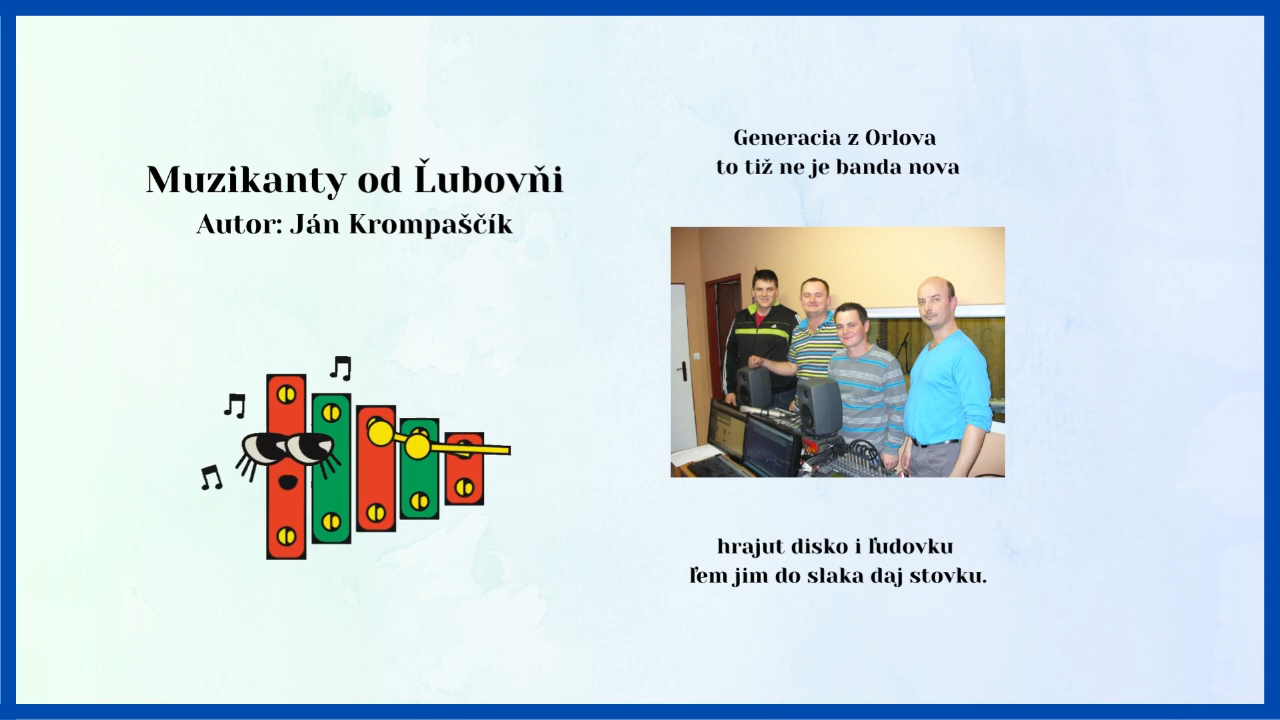 Muzikanty od Ľubovňi
Autor: Ján Krompaščík
Generacia z Orlova
to tiž ne je banda nova
hrajut disko i ľudovku
ľem jim do slaka daj stovku.